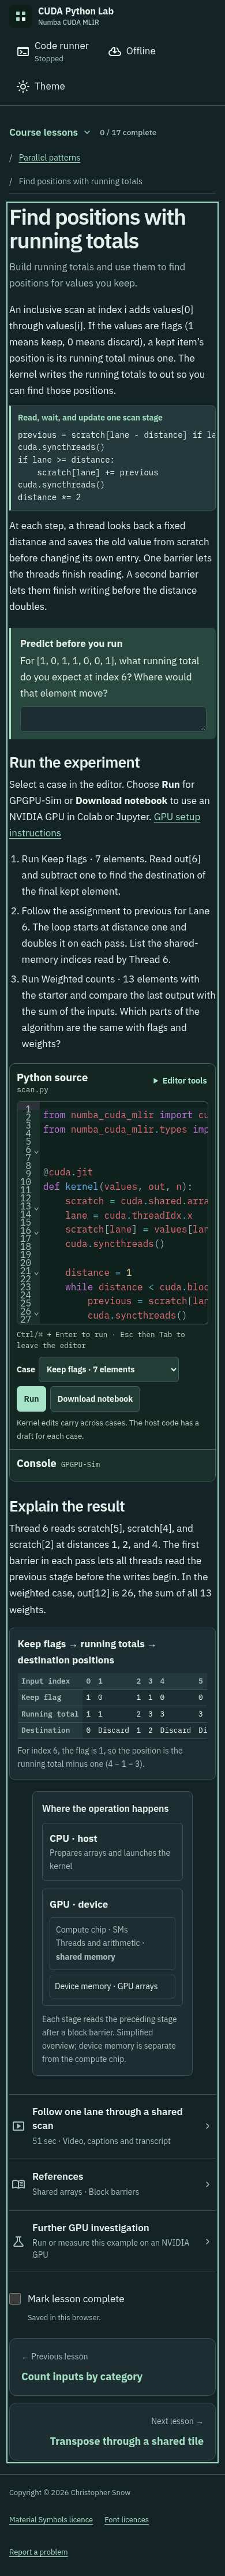 CUDA Python Lab
Numba CUDA MLIR
Code runner
Stopped
Offline
Theme
Course lessons
0 / 17 complete
/ Parallel patterns
/ Find positions with running totals
Find positions with
running totals
Build running totals and use them to find
positions for values you keep.
An inclusive scan at index i adds values[0]
through values[i]. If the values are flags (1
means keep, 0 means discard), a kept item’s
position is its running total minus one. The
kernel writes the running totals to out so you
can find those positions.
Read, wait, and update one scan stage
previous = scratch[lane - distance] if la
cuda.syncthreads()
if lane >= distance:
scratch[lane] += previous
cuda.syncthreads()
distance *= 2
At each step, a thread looks back a fixed
distance and saves the old value from scratch
before changing its own entry. One barrier lets
the threads finish reading. A second barrier
lets them finish writing before the distance
doubles.
Predict before you run
For [1, 0, 1, 1, 0, 0, 1], what running total
do you expect at index 6? Where would
that element move?
Run the experiment
Select a case in the editor. Choose Run for
GPGPU-Sim or Download notebook to use an
NVIDIA GPU in Colab or Jupyter. GPU setup
instructions
1. Run Keep flags · 7 elements. Read out[6]
and subtract one to find the destination of
the last kept element.
2. Follow the assignment to previous for Lane
6. The loop starts at distance one and
doubles it on each pass. List the shared-
memory indices read by Thread 6.
3. Run Weighted counts · 13 elements with
the starter and compare the last output with
the sum of the inputs. Which parts of the
algorithm are the same with flags and
weights?
Python source
Editor tools
scan.py
1
2
3
4
5
6
7
8
9
10
11
12
13
14
15
16
17
18
19
20
21
22
23
24
25
26
27
from numba_cuda_mlir import cu
from numba_cuda_mlir.types imp
@cuda.jit
def kernel(values, out, n):
scratch = cuda.shared.arra
lane = cuda.threadIdx.x
scratch[lane] = values[lan
cuda.syncthreads()
distance = 1
while distance < cuda.bloc
previous = scratch[lan
cuda.syncthreads()
Ctrl/⌘ + Enter to run · Esc then Tab to
leave the editor
Case
Keep flags · 7 elements
Run
Download notebook
Kernel edits carry across cases. The host code has a
draft for each case.
Console GPGPU-Sim
Explain the result
Thread 6 reads scratch[5], scratch[4], and
scratch[2] at distances 1, 2, and 4. The first
barrier in each pass lets all threads read the
previous stage before the writes begin. In the
weighted case, out[12] is 26, the sum of all 13
weights.
Keep flags → running totals →
destination positions
Input index 0 1 2 3 4 5
Keep flag 1 0 1 1 0 0
Running total 1 1 2 3 3 3
Destination 0 Discard 1 2 Discard Di
For index 6, the flag is 1, so the position is the
running total minus one (4 − 1 = 3).
Where the operation happens
CPU · host
Prepares arrays and launches the
kernel
GPU · device
Compute chip · SMs
Threads and arithmetic ·
shared memory
Device memory · GPU arrays
Each stage reads the preceding stage
after a block barrier. Simplified
overview; device memory is separate
from the compute chip.
Follow one lane through a shared
scan
51 sec · Video, captions and transcript
References
Shared arrays · Block barriers
Further GPU investigation
Run or measure this example on an NVIDIA
GPU
Mark lesson complete
Saved in this browser.
← Previous lesson
Count inputs by category
Next lesson →
Transpose through a shared tile
Copyright © 2026 Christopher Snow
Material Symbols licence
Font licences
Report a problem